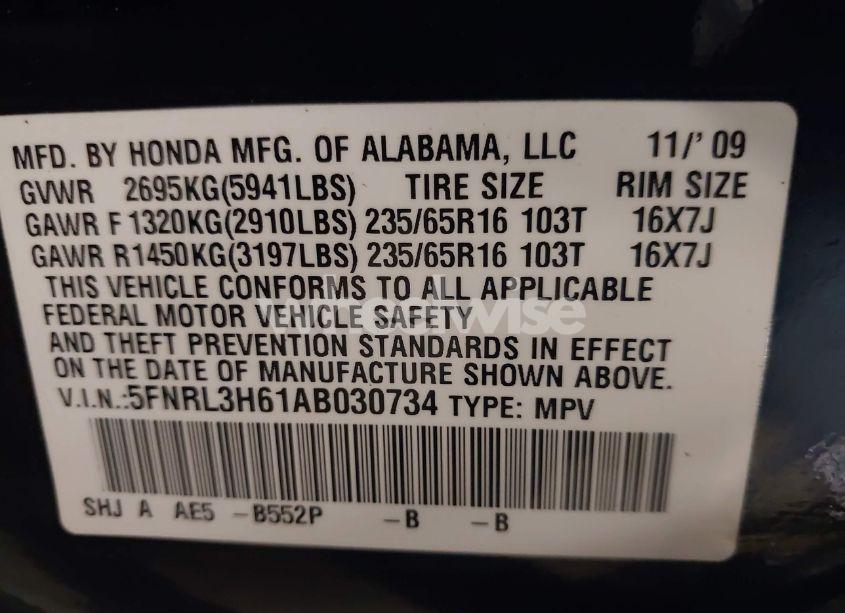 MFD. BY HONDA MFG. OF ALABAMA, LLC 11/'09
GVWR 2695KG(5941LBS) TIRE SIZE RIM SIZE
GAWR F 1320KG(2910LBS) 235/65R16 103T 16X7J
GAWR R 1450KG(3197LBS) 235/65R16 103T 16X7J
THIS VEHICLE CONFORMS TO ALL APPLICABLE
FEDERAL MOTOR VEHICLE SAFETY
AND THEFT PREVENTION STANDARDS IN EFFECT
ON THE DATE OF MANUFACTURE SHOWN ABOVE.
V.I.N.:5FNRL3H61AB030734 TYPE: MPV
SHJ A AE5 -B552P -B -B
wheelwise